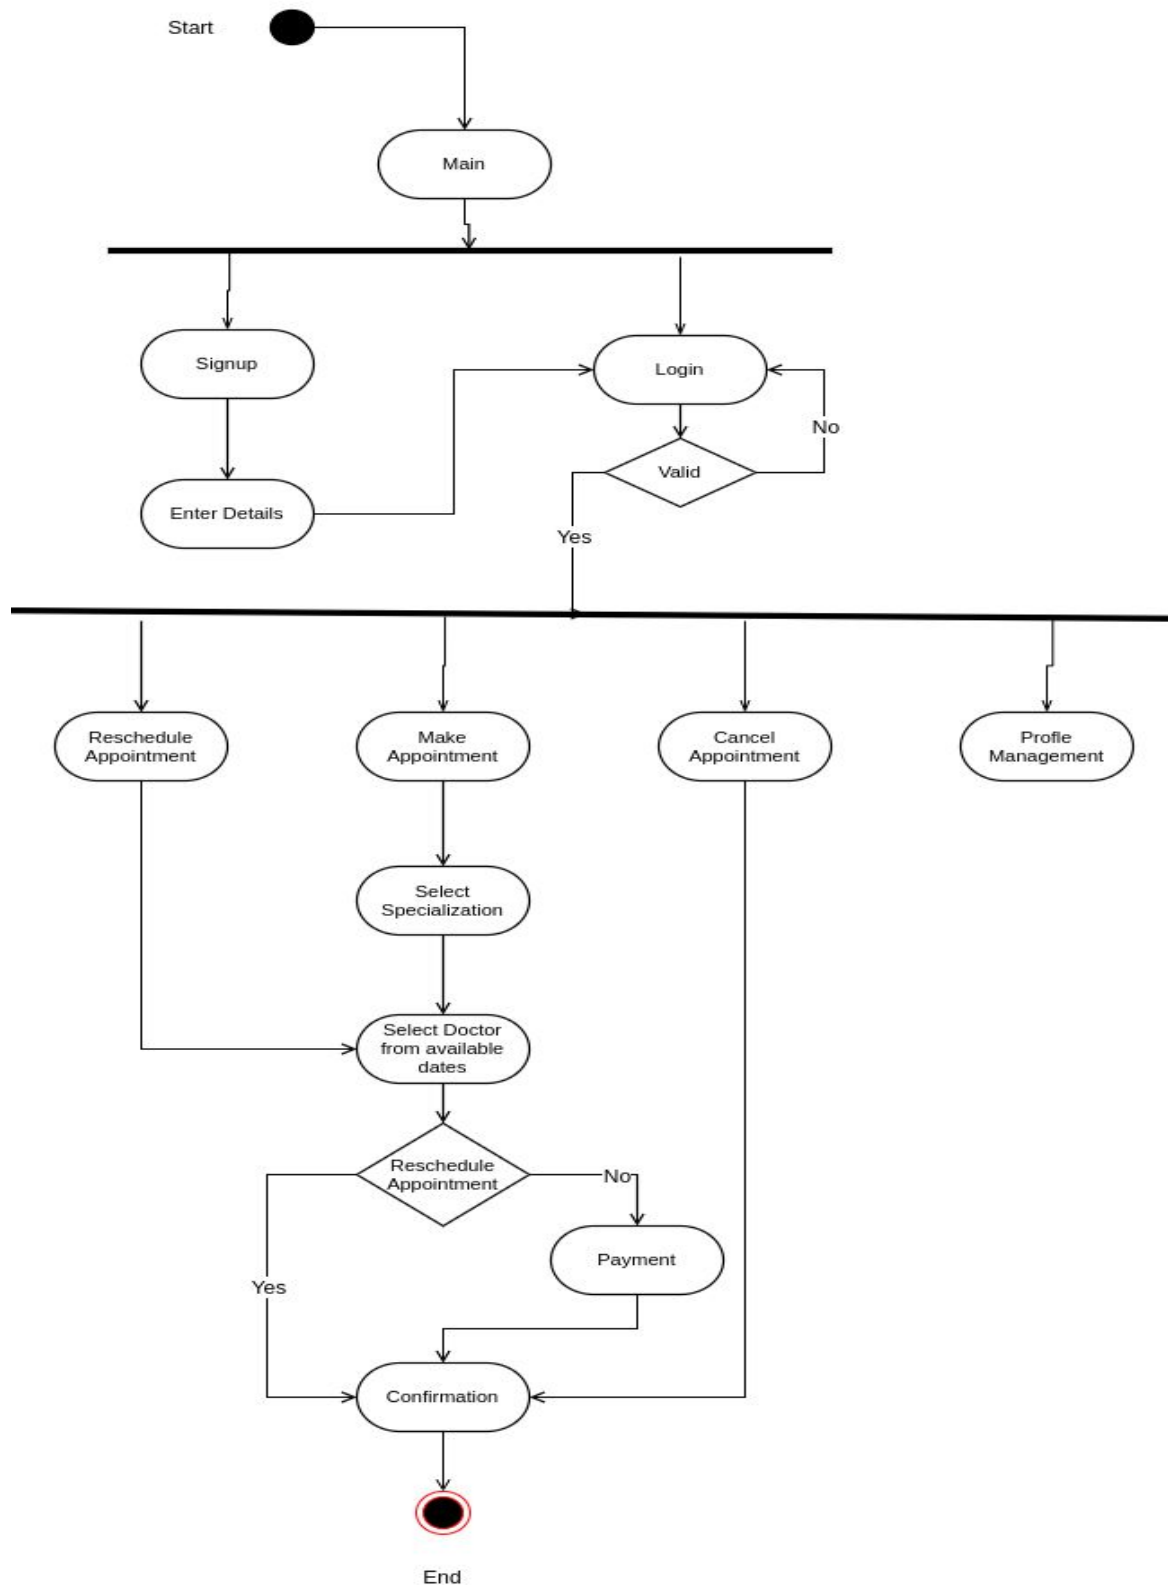 Start
Main
Signup
Login
No
Valid
Enter Details
Yes
Reschedule
Appointment
Make
Appointment
Cancel
Appointment
Profle
Management
Select
Specialization
Select Doctor
from available
dates
Reschedule
Appointment
No
Payment
Yes
Confirmation
End